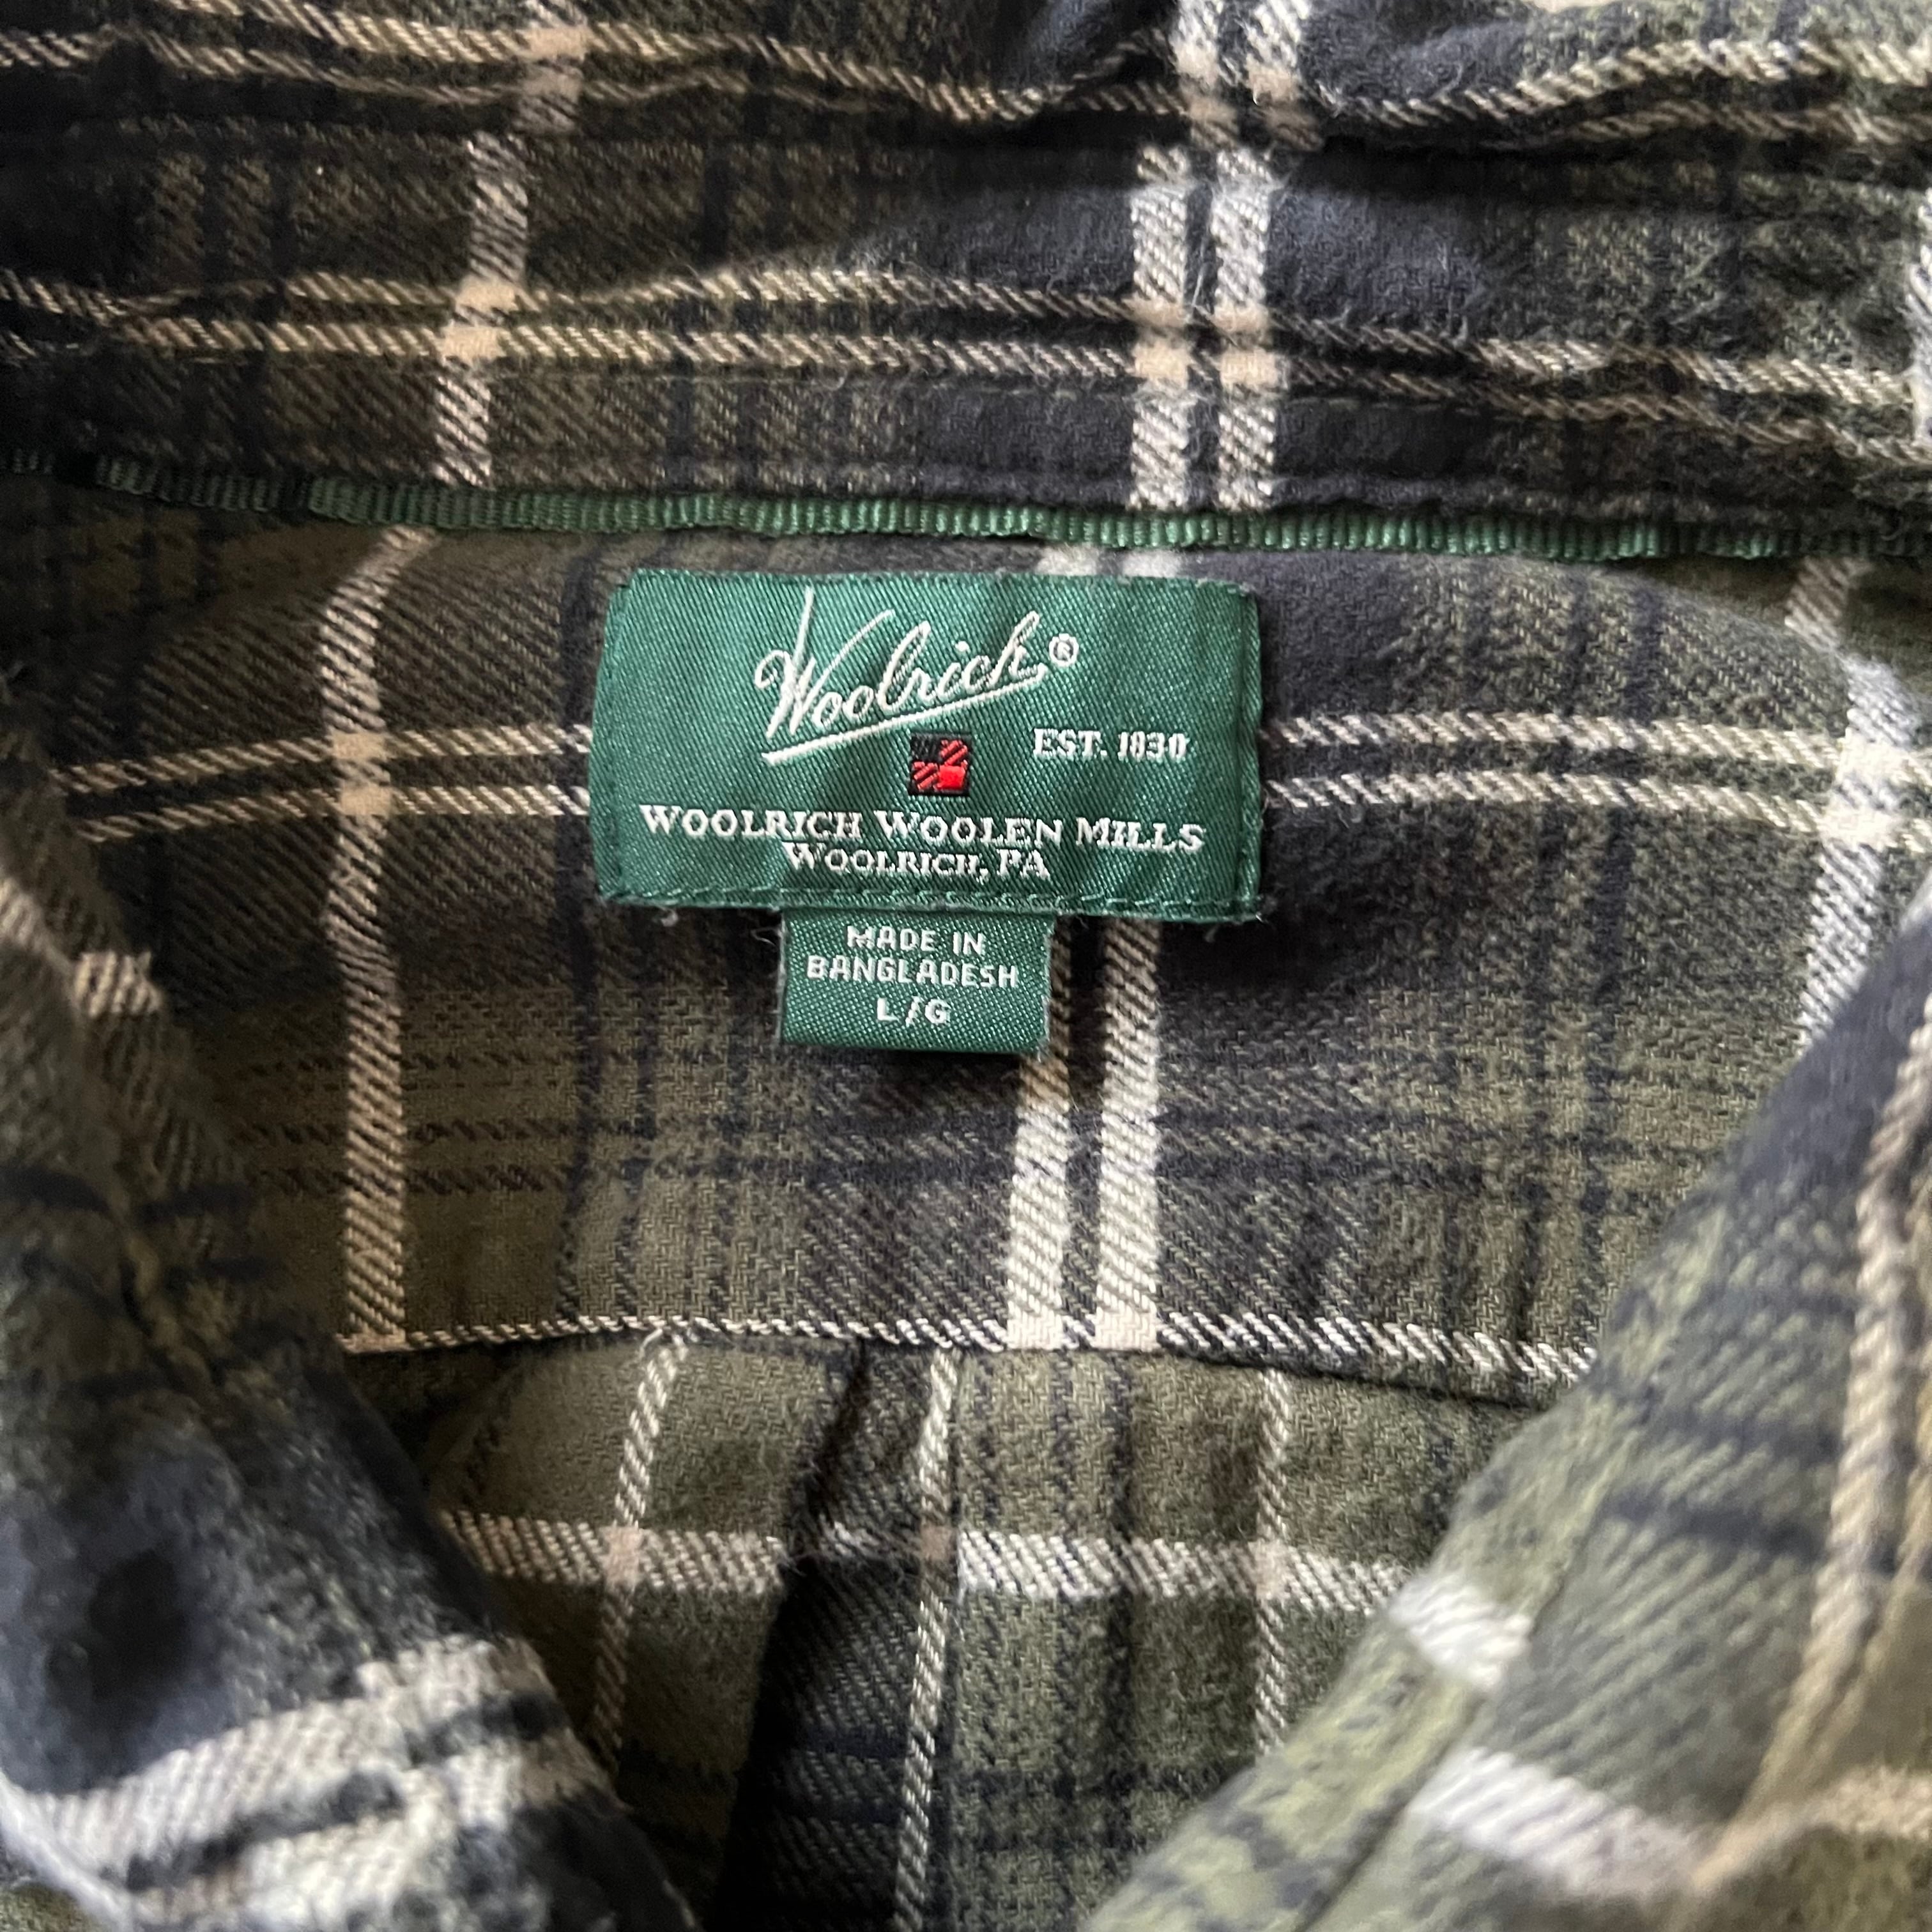 Woolrich®
EST. 1830
WOOLRICH WOOLEN MILLS
WOOLRICH, PA
MADE IN
BANGLADESH
L/G